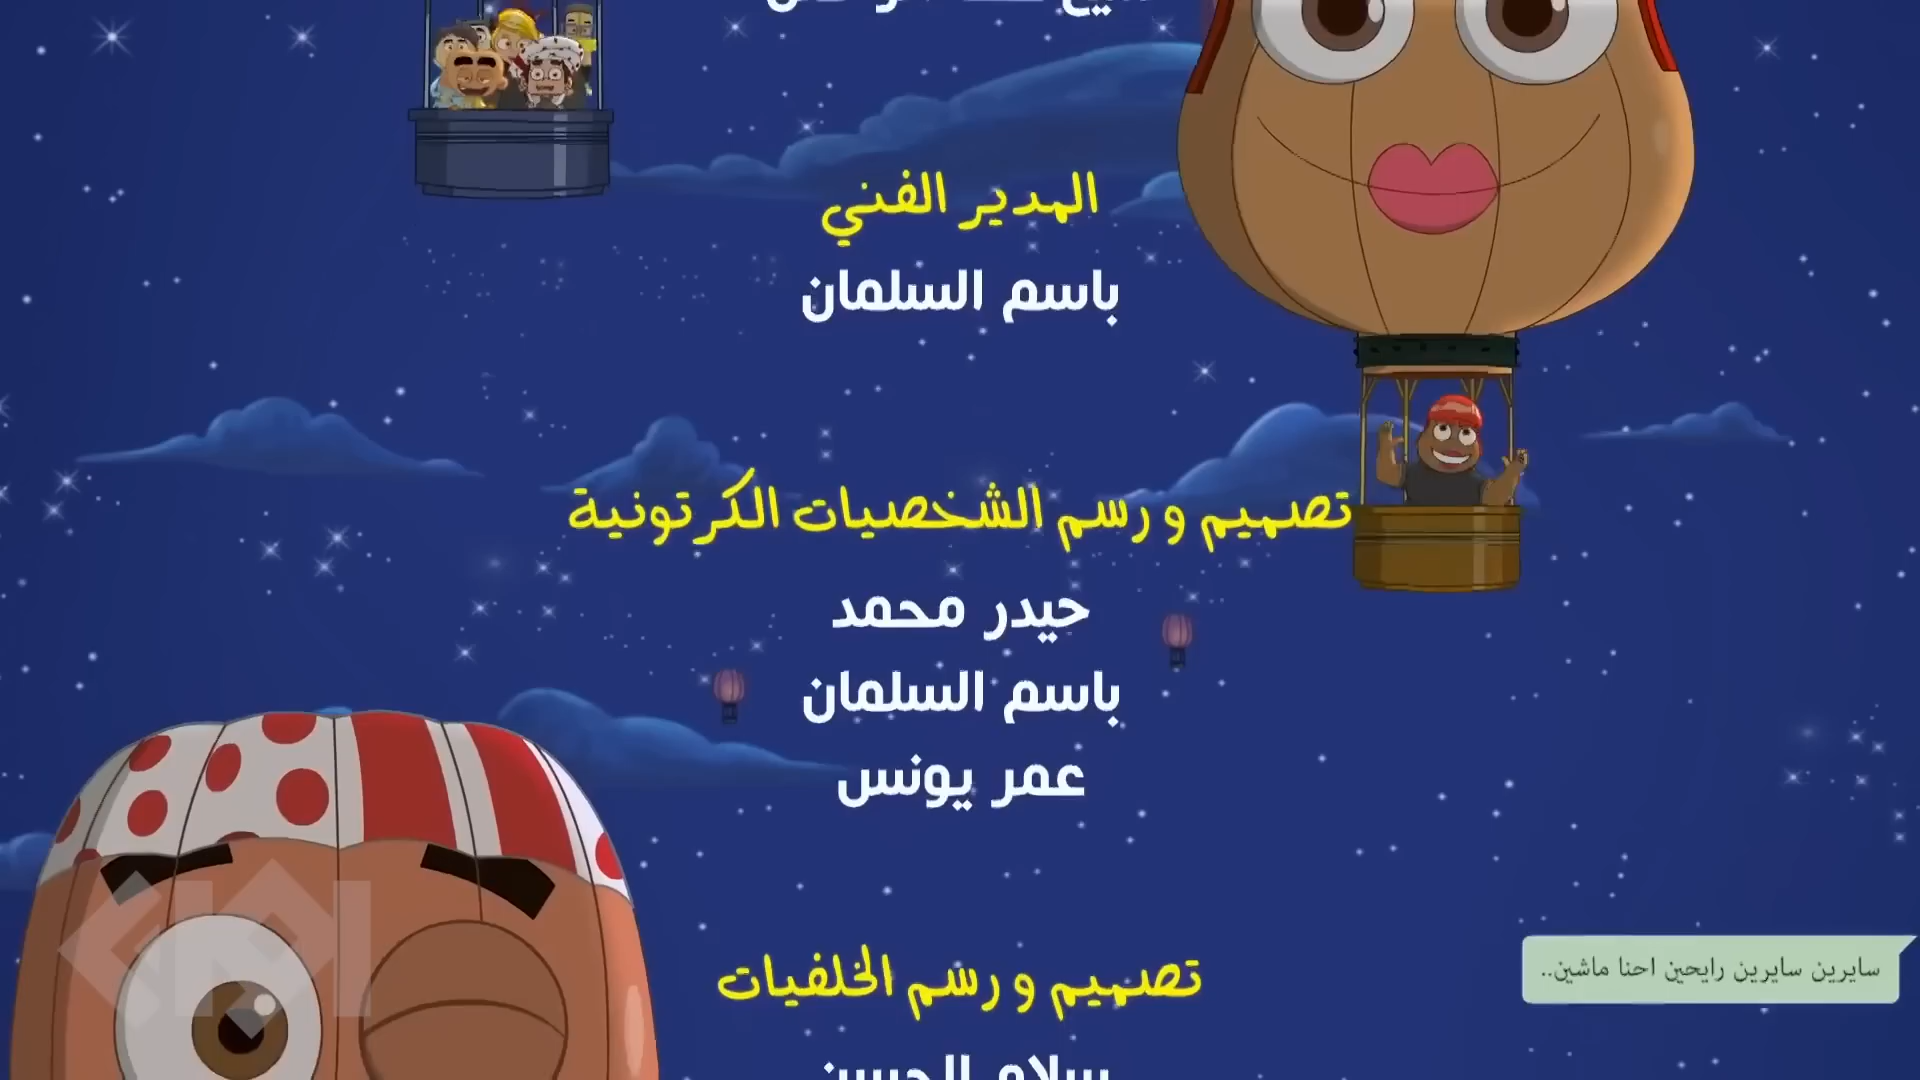 المدير الفني
باسم السلمان
تصميم و رسم الشخصيات الكرتونية
حيدر محمد
باسم السلمان
عمر يونس
سايرين سايرين رايحين احنا ماشين..
تصميم و رسم الخلفيات